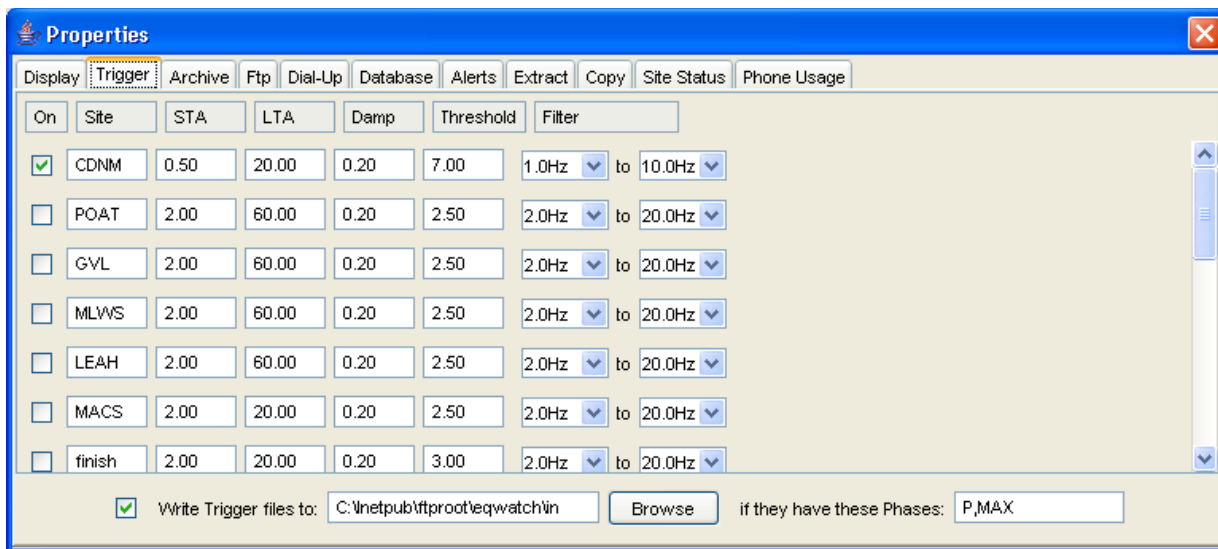 Properties
Display Trigger Archive Ftp Dial-Up Database Alerts Extract Copy Site Status Phone Usage
On Site STA LTA Damp Threshold Filter
CDNM 0.50 20.00 0.20 7.00 1.0Hz to 10.0Hz
POAT 2.00 60.00 0.20 2.50 2.0Hz to 20.0Hz
GVL 2.00 60.00 0.20 2.50 2.0Hz to 20.0Hz
MLWS 2.00 60.00 0.20 2.50 2.0Hz to 20.0Hz
LEAH 2.00 60.00 0.20 2.50 2.0Hz to 20.0Hz
MACS 2.00 20.00 0.20 2.50 2.0Hz to 20.0Hz
finish 2.00 20.00 0.20 3.00 2.0Hz to 20.0Hz
Write Trigger files to: C:\Inetpub\ftproot\eqwatch\in Browse if they have these Phases: P,MAX